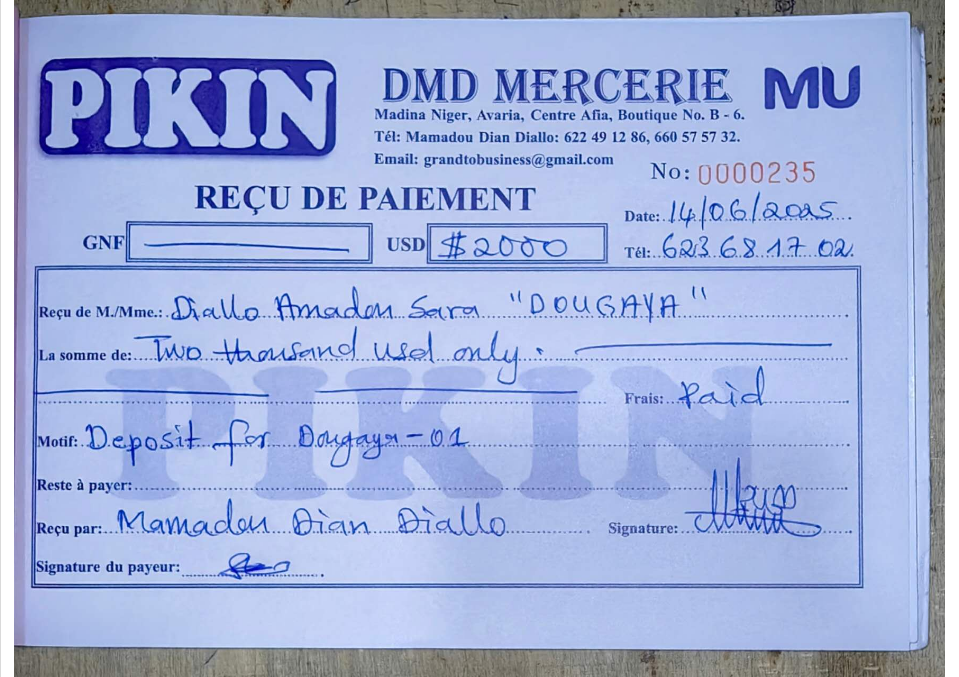 PIKIN
DMD MERCERIE MU
Madina Niger, Avaria, Centre Afia, Boutique No. B - 6.
Tél: Mamadou Dian Diallo: 622 49 12 86, 660 57 57 32.
Email: grandtobusiness@gmail.com
No: 0000235
REÇU DE PAIEMENT
Date: 14/06/2025
GNF USD $2000 Tél: 623 68 17 02.
Reçu de M./Mme.: Diallo Amadou Sara "DOUGAYA"
La somme de: Two thousand usd only.
Frais: Paid
PIKIN
Motif: Deposit for Dougaya-01
Reste à payer:
Reçu par: Mamadou Dian Diallo Signature:
Signature du payeur: